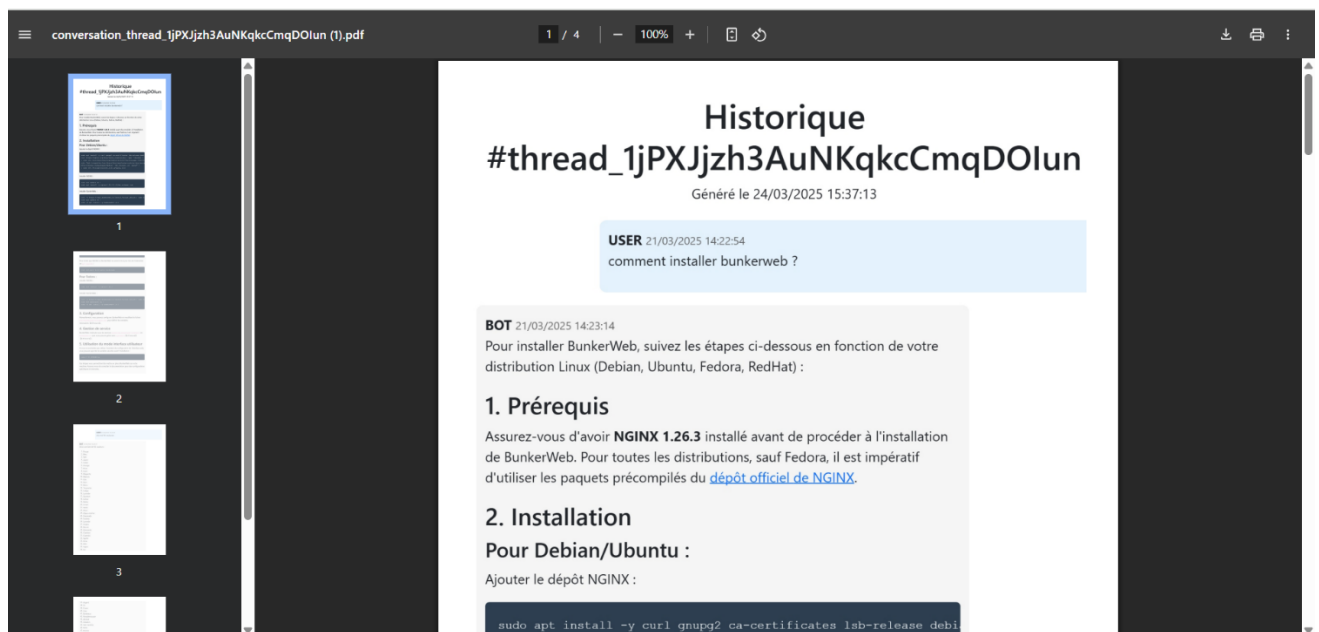 conversation_thread_1jPXJjzh3AuNKqkcCmqDOIun (1).pdf
1 / 4
100%
1
2
3
Historique
#thread_1jPXJjzh3AuNKqkcCmqDOIun
Généré le 24/03/2025 15:37:13
USER 21/03/2025 14:22:54
comment installer bunkerweb ?
BOT 21/03/2025 14:23:14
Pour installer BunkerWeb, suivez les étapes ci-dessous en fonction de votre
distribution Linux (Debian, Ubuntu, Fedora, RedHat) :
1. Prérequis
Assurez-vous d'avoir NGINX 1.26.3 installé avant de procéder à l'installation
de BunkerWeb. Pour toutes les distributions, sauf Fedora, il est impératif
d'utiliser les paquets précompilés du dépôt officiel de NGINX.
2. Installation
Pour Debian/Ubuntu :
Ajouter le dépôt NGINX :
sudo apt install -y curl gnupg2 ca-certificates lsb-release debi